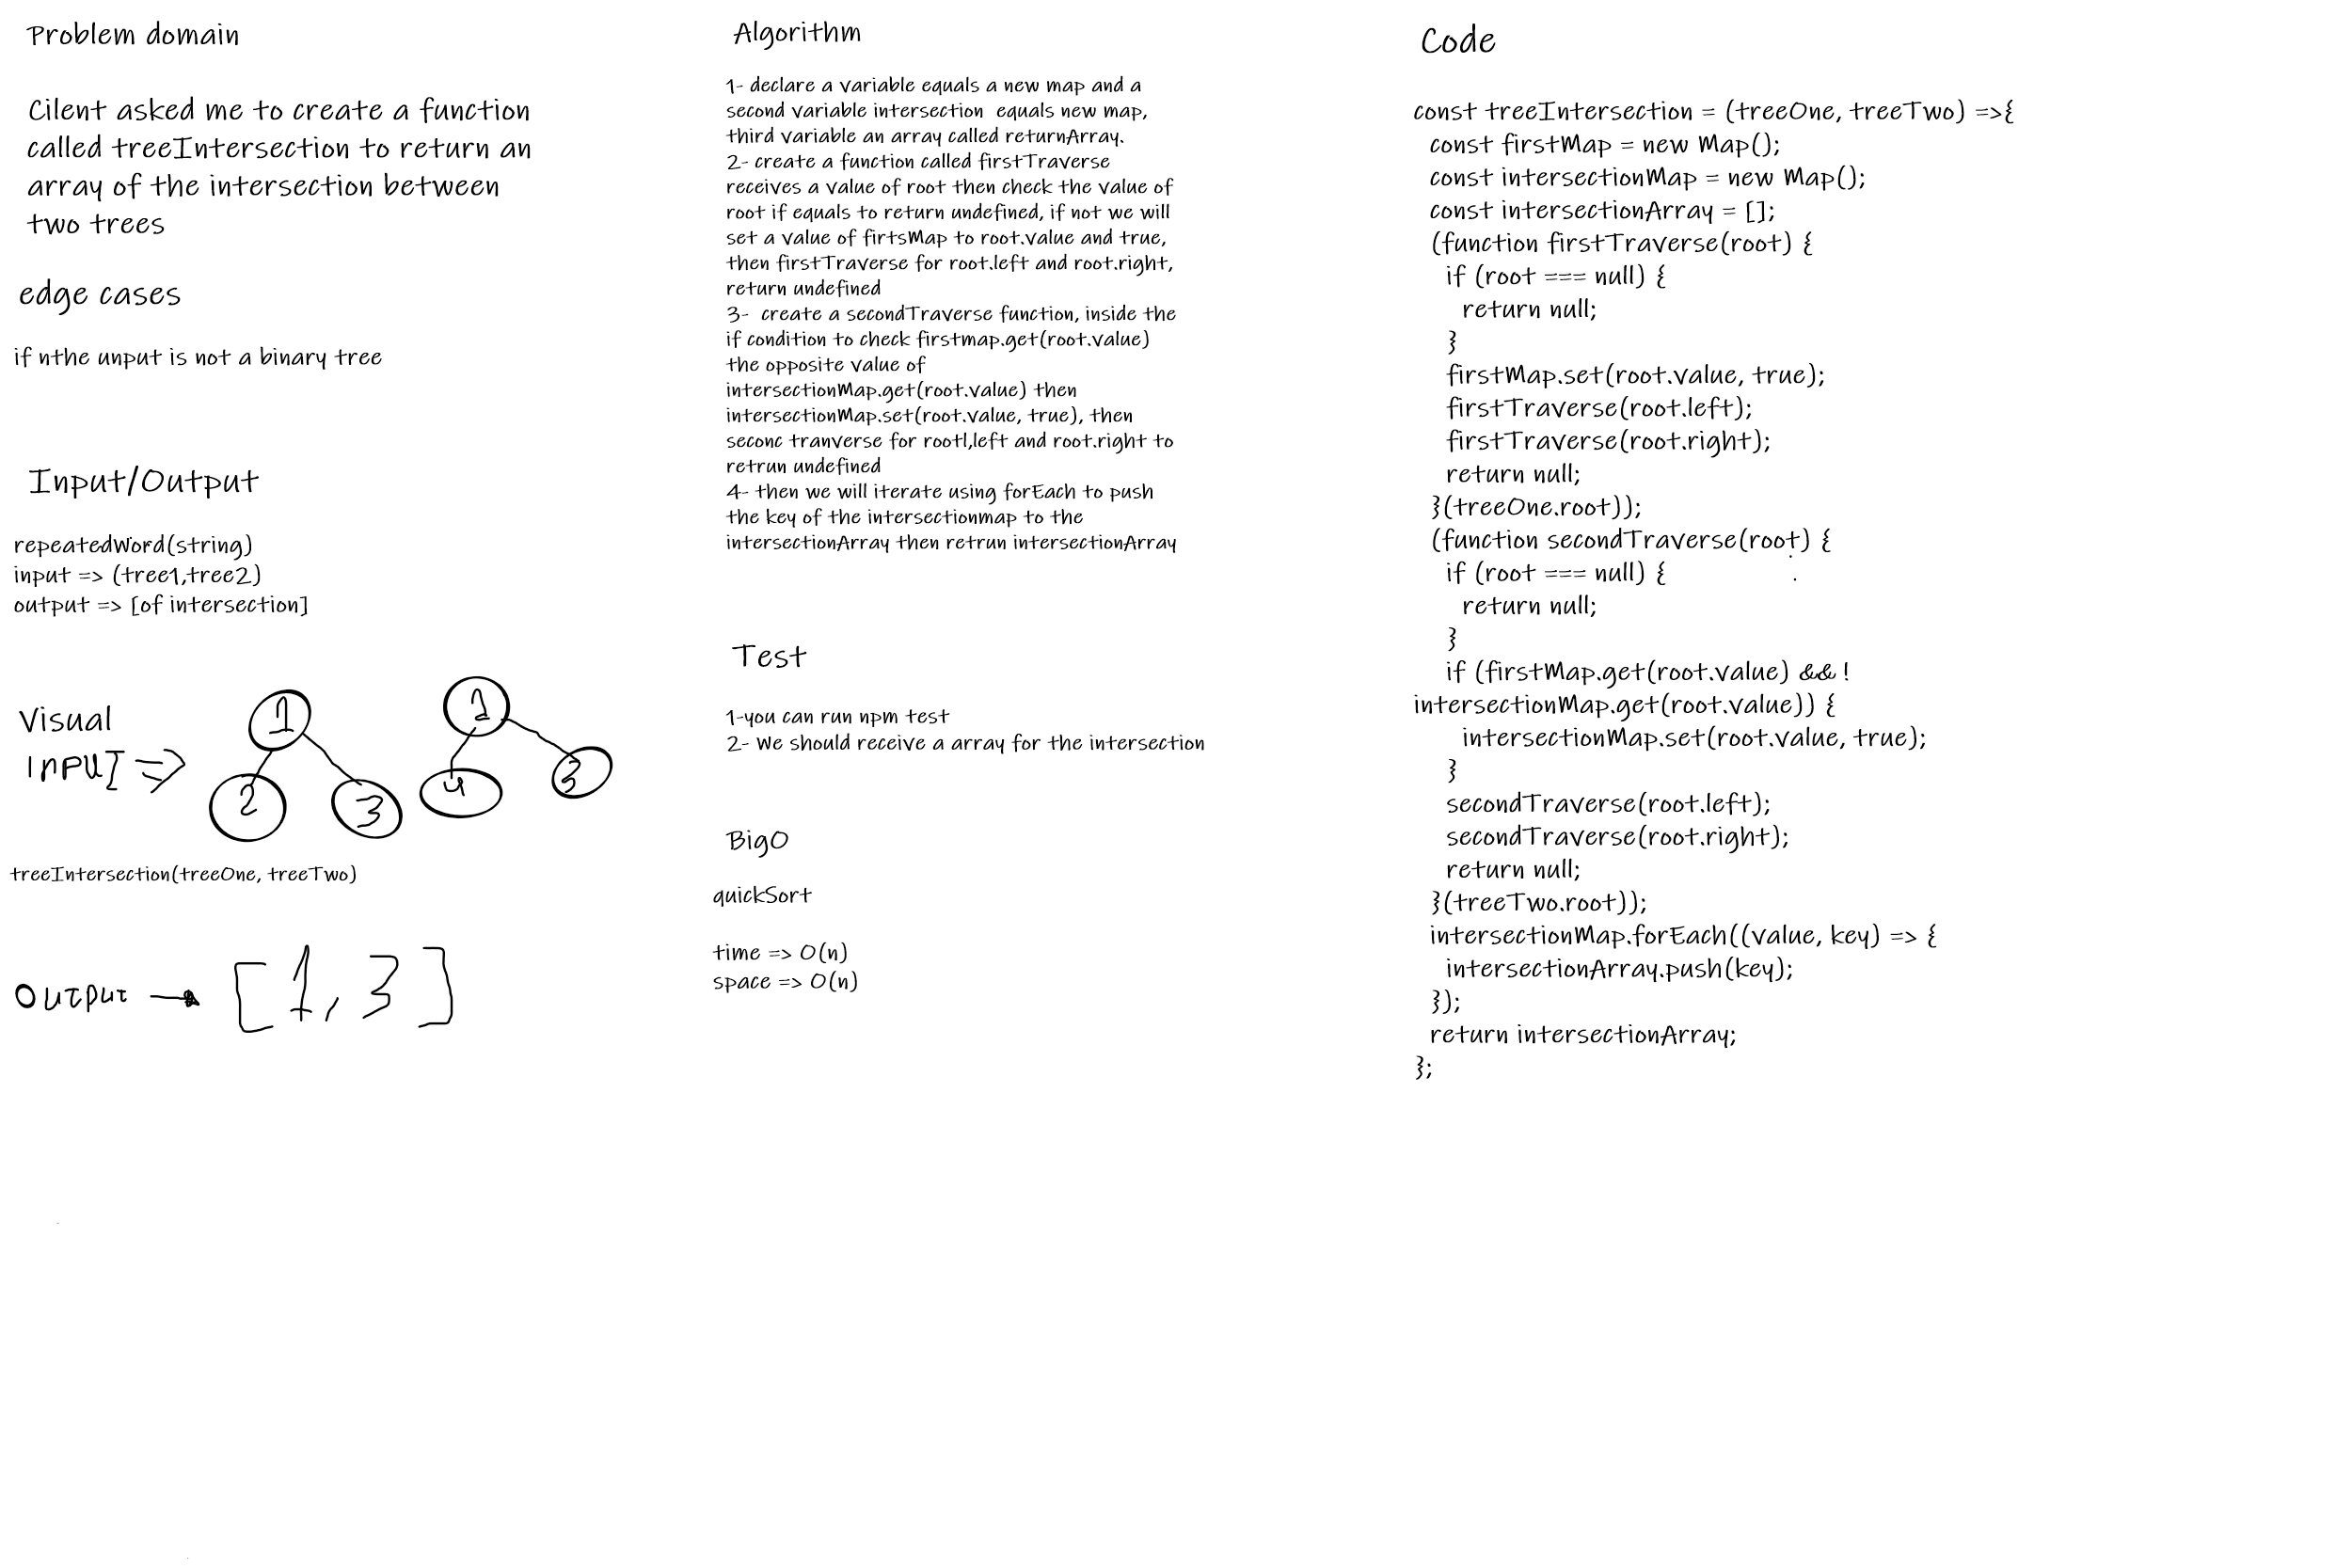 Problem domain
Cilent asked me to create a function
called treeIntersection to return an
array of the intersection between
two trees
edge cases
if nthe unput is not a binary tree
Input/Output
repeatedWord(string)
input => (tree1,tree2)
output => [of intersection]
Visual
INPUT =>
1
2
3
1
4
3
treeIntersection(treeOne, treeTwo)
OUTPUT →
[1, 3]
Algorithm
1- declare a variable equals a new map and a
second variable intersection equals new map,
third variable an array called returnArray.
2- create a function called firstTraverse
receives a value of root then check the value of
root if equals to return undefined, if not we will
set a value of firtsMap to root.value and true,
then firstTraverse for root.left and root.right,
return undefined
3- create a secondTraverse function, inside the
if condition to check firstmap.get(root.value)
the opposite value of
intersectionMap.get(root.value) then
intersectionMap.set(root.value, true), then
seconc tranverse for rootl,left and root.right to
retrun undefined
4- then we will iterate using forEach to push
the key of the intersectionmap to the
intersectionArray then retrun intersectionArray
Test
1-you can run npm test
2- We should receive a array for the intersection
BigO
quickSort
time => O(n)
space => O(n)
Code
const treeIntersection = (treeOne, treeTwo) =>{
const firstMap = new Map();
const intersectionMap = new Map();
const intersectionArray = [];
(function firstTraverse(root) {
if (root === null) {
return null;
}
firstMap.set(root.value, true);
firstTraverse(root.left);
firstTraverse(root.right);
return null;
}(treeOne.root));
(function secondTraverse(root) {
if (root === null) {
return null;
}
if (firstMap.get(root.value) && !
intersectionMap.get(root.value)) {
intersectionMap.set(root.value, true);
}
secondTraverse(root.left);
secondTraverse(root.right);
return null;
}(treeTwo.root));
intersectionMap.forEach((value, key) => {
intersectionArray.push(key);
});
return intersectionArray;
};